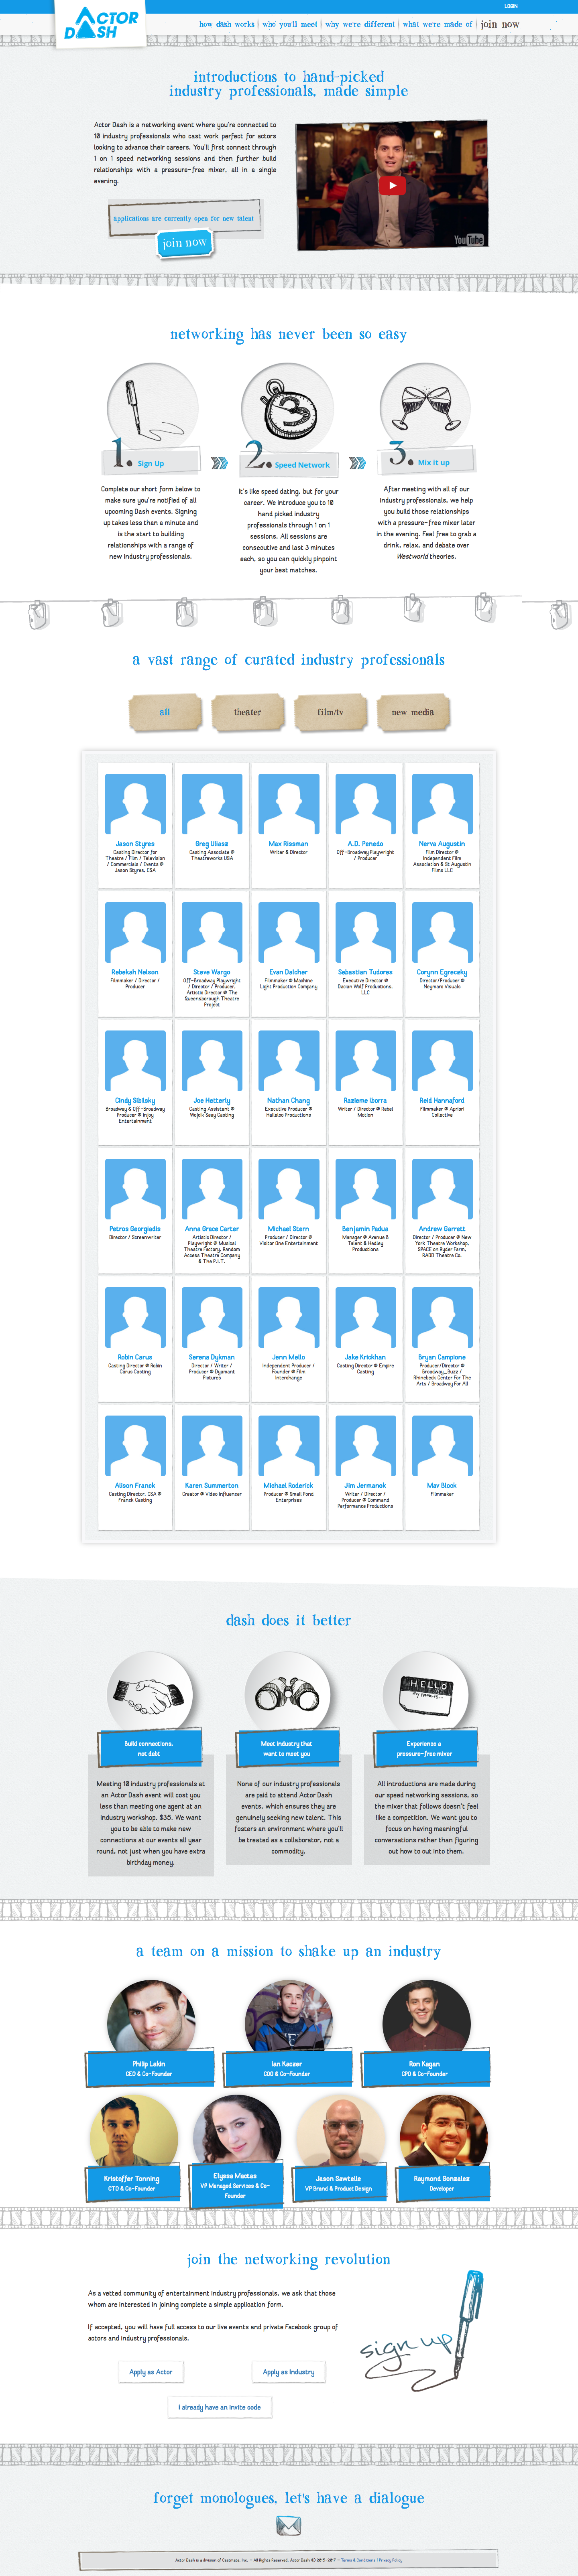 LOGIN
ACTOR
DASH
how dash works | who you'll meet | why we're different | what we're made of | join now
introductions to hand-picked
industry professionals, made simple
Actor Dash is a networking event where you're connected to
10 industry professionals who cast work perfect for actors
looking to advance their careers. You'll first connect through
1 on 1 speed networking sessions and then further build
relationships with a pressure-free mixer, all in a single
evening.
applications are currently open for new talent
join now
YouTube
networking has never been so easy
1. Sign Up
Complete our short form below to
make sure you're notified of all
upcoming Dash events. Signing
up takes less than a minute and
is the start to building
relationships with a range of
new industry professionals.
3
2. Speed Network
It's like speed dating, but for your
career. We introduce you to 10
hand picked industry
professionals through 1 on 1
sessions. All sessions are
consecutive and last 3 minutes
each, so you can quickly pinpoint
your best matches.
3. Mix it up
After meeting with all of our
industry professionals, we help
you build those relationships
with a pressure-free mixer later
in the evening. Feel free to grab a
drink, relax, and debate over
Westworld theories.
a vast range of curated industry professionals
all
theater
film/tv
new media
Jason Styres
Casting Director for
Theatre / Film / Television
/ Commercials / Events @
Jason Styres, CSA
Greg Uliasz
Casting Associate @
Theatreworks USA
Max Rissman
Writer & Director
A.D. Penedo
Off-Broadway Playwright
/ Producer
Nerva Augustin
Film Director @
Independent Film
Association & St Augustin
Films LLC
Rebekah Nelson
Filmmaker / Director /
Producer
Steve Wargo
Off-Broadway Playwright
/ Director / Producer,
Artistic Director @ The
Queensborough Theatre
Project
Evan Daicher
Filmmaker @ Machine
Light Production Company
Sebastian Tudores
Executive Director @
Dacian Wolf Productions,
LLC
Corynn Egreczky
Director/Producer @
Neymarc Visuals
Cindy Sibilsky
Broadway & Off-Broadway
Producer @ Injoy
Entertainment
Joe Hetterly
Casting Assistant @
Wojcik Seay Casting
Nathan Chang
Executive Producer @
Halleloo Productions
Razieme Iborra
Writer / Director @ Rebel
Motion
Reid Hannaford
Filmmaker @ Apriori
Collective
Petros Georgiadis
Director / Screenwriter
Anna Grace Carter
Artistic Director /
Playwright @ Musical
Theatre Factory, Random
Access Theatre Company
& The P.I.T.
Michael Stern
Producer / Director @
Visitor One Entertainment
Benjamin Padua
Manager @ Avenue B
Talent & Hedley
Productions
Andrew Garrett
Director / Producer @ New
York Theatre Workshop,
SPACE on Ryder Farm,
RADD Theatre Co.
Robin Carus
Casting Director @ Robin
Carus Casting
Serena Dykman
Director / Writer /
Producer @ Dyamant
Pictures
Jenn Mello
Independent Producer /
Founder @ Film
Interchange
Jake Krickhan
Casting Director @ Empire
Casting
Bryan Campione
Producer/Director @
Broadway_Buzz /
Rhinebeck Center For The
Arts / Broadway For All
Alison Franck
Casting Director, CSA @
Franck Casting
Karen Summerton
Creator @ Video Influencer
Michael Roderick
Producer @ Small Pond
Enterprises
Jim Jermanok
Writer / Director /
Producer @ Command
Performance Productions
Mav Block
Filmmaker
dash does it better
Build connections,
not debt
Meeting 10 industry professionals at
an Actor Dash event will cost you
less than meeting one agent at an
industry workshop, $35. We want
you to be able to make new
connections at our events all year
round, not just when you have extra
birthday money.
Meet industry that
want to meet you
None of our industry professionals
are paid to attend Actor Dash
events, which ensures they are
genuinely seeking new talent. This
fosters an environment where you'll
be treated as a collaborator, not a
commodity.
HELLO
my name is...
Experience a
pressure-free mixer
All introductions are made during
our speed networking sessions, so
the mixer that follows doesn't feel
like a competition. We want you to
focus on having meaningful
conversations rather than figuring
out how to cut into them.
a team on a mission to shake up an industry
Philip Lakin
CEO & Co-Founder
Ian Kaczer
COO & Co-Founder
Ron Kagan
CPO & Co-Founder
Kristoffer Tonning
CTO & Co-Founder
Elyssa Mactas
VP Managed Services & Co-
Founder
Jason Sawtelle
VP Brand & Product Design
Raymond Gonzales
Developer
join the networking revolution
As a vetted community of entertainment industry professionals, we ask that those
whom are interested in joining complete a simple application form.
If accepted, you will have full access to our live events and private Facebook group of
actors and industry professionals.
sign up
Apply as Actor
Apply as Industry
I already have an invite code
forget monologues, let's have a dialogue
Actor Dash is a division of Castmate, Inc. - All Rights Reserved. Actor Dash © 2015-2017 - Terms & Conditions | Privacy Policy